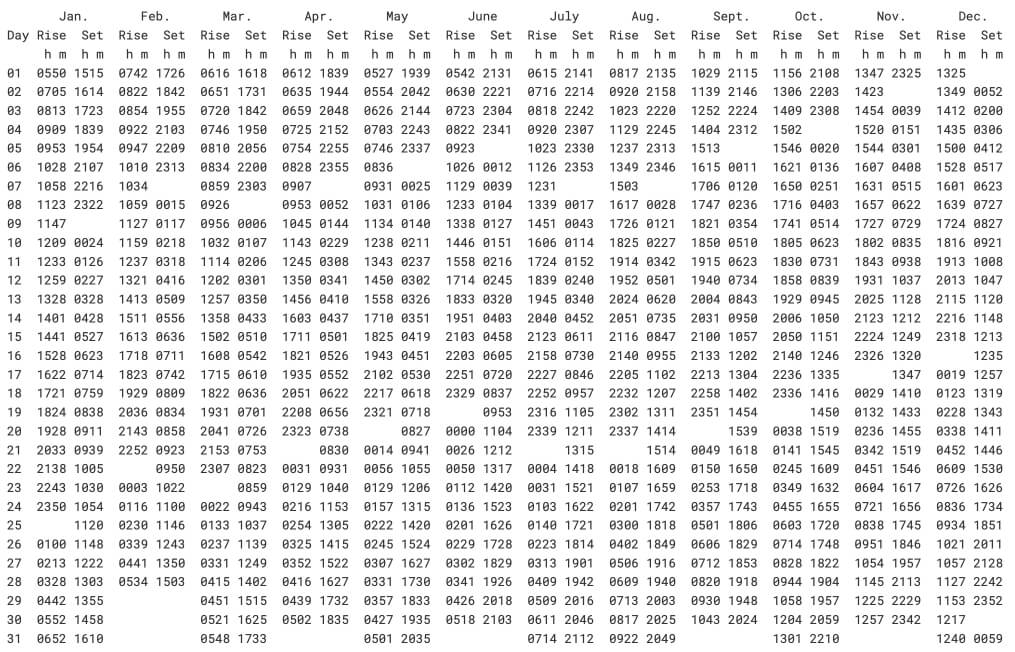 Jan. Feb. Mar. Apr. May June July Aug. Sept. Oct. Nov. Dec.
Day Rise Set Rise Set Rise Set Rise Set Rise Set Rise Set Rise Set Rise Set Rise Set Rise Set Rise Set Rise Set
h m h m h m h m h m h m h m h m h m h m h m h m h m h m h m h m h m h m h m h m h m h m h m h m
01 0550 1515 0742 1726 0616 1618 0612 1839 0527 1939 0542 2131 0615 2141 0817 2135 1029 2115 1156 2108 1347 2325 1325
02 0705 1614 0822 1842 0651 1731 0635 1944 0554 2042 0630 2221 0716 2214 0920 2158 1139 2146 1306 2203 1423 1349 0052
03 0813 1723 0854 1955 0720 1842 0659 2048 0626 2144 0723 2304 0818 2242 1023 2220 1252 2224 1409 2308 1454 0039 1412 0200
04 0909 1839 0922 2103 0746 1950 0725 2152 0703 2243 0822 2341 0920 2307 1129 2245 1404 2312 1502 1520 0151 1435 0306
05 0953 1954 0947 2209 0810 2056 0754 2255 0746 2337 0923 1023 2330 1237 2313 1513 1546 0020 1544 0301 1500 0412
06 1028 2107 1010 2313 0834 2200 0828 2355 0836 1026 0012 1126 2353 1349 2346 1615 0011 1621 0136 1607 0408 1528 0517
07 1058 2216 1034 0859 2303 0907 0931 0025 1129 0039 1231 1503 1706 0120 1650 0251 1631 0515 1601 0623
08 1123 2322 1059 0015 0926 0953 0052 1031 0106 1233 0104 1339 0017 1617 0028 1747 0236 1716 0403 1657 0622 1639 0727
09 1147 1127 0117 0956 0006 1045 0144 1134 0140 1338 0127 1451 0043 1726 0121 1821 0354 1741 0514 1727 0729 1724 0827
10 1209 0024 1159 0218 1032 0107 1143 0229 1238 0211 1446 0151 1606 0114 1825 0227 1850 0510 1805 0623 1802 0835 1816 0921
11 1233 0126 1237 0318 1114 0206 1245 0308 1343 0237 1558 0216 1724 0152 1914 0342 1915 0623 1830 0731 1843 0938 1913 1008
12 1259 0227 1321 0416 1202 0301 1350 0341 1450 0302 1714 0245 1839 0240 1952 0501 1940 0734 1858 0839 1931 1037 2013 1047
13 1328 0328 1413 0509 1257 0350 1456 0410 1558 0326 1833 0320 1945 0340 2024 0620 2004 0843 1929 0945 2025 1128 2115 1120
14 1401 0428 1511 0556 1358 0433 1603 0437 1710 0351 1951 0403 2040 0452 2051 0735 2031 0950 2006 1050 2123 1212 2216 1148
15 1441 0527 1613 0636 1502 0510 1711 0501 1825 0419 2103 0458 2123 0611 2116 0847 2100 1057 2050 1151 2224 1249 2318 1213
16 1528 0623 1718 0711 1608 0542 1821 0526 1943 0451 2203 0605 2158 0730 2140 0955 2133 1202 2140 1246 2326 1320 1235
17 1622 0714 1823 0742 1715 0610 1935 0552 2102 0530 2251 0720 2227 0846 2205 1102 2213 1304 2236 1335 1347 0019 1257
18 1721 0759 1929 0809 1822 0636 2051 0622 2217 0618 2329 0837 2252 0957 2232 1207 2258 1402 2336 1416 0029 1410 0123 1319
19 1824 0838 2036 0834 1931 0701 2208 0656 2321 0718 0953 2316 1105 2302 1311 2351 1454 1450 0132 1433 0228 1343
20 1928 0911 2143 0858 2041 0726 2323 0738 0827 0000 1104 2339 1211 2337 1414 1539 0038 1519 0236 1455 0338 1411
21 2033 0939 2252 0923 2153 0753 0830 0014 0941 0026 1212 1315 1514 0049 1618 0141 1545 0342 1519 0452 1446
22 2138 1005 0950 2307 0823 0031 0931 0056 1055 0050 1317 0004 1418 0018 1609 0150 1650 0245 1609 0451 1546 0609 1530
23 2243 1030 0003 1022 0859 0129 1040 0129 1206 0112 1420 0031 1521 0107 1659 0253 1718 0349 1632 0604 1617 0726 1626
24 2350 1054 0116 1100 0022 0943 0216 1153 0157 1315 0136 1523 0103 1622 0201 1742 0357 1743 0455 1655 0721 1656 0836 1734
25 1120 0230 1146 0133 1037 0254 1305 0222 1420 0201 1626 0140 1721 0300 1818 0501 1806 0603 1720 0838 1745 0934 1851
26 0100 1148 0339 1243 0237 1139 0325 1415 0245 1524 0229 1728 0223 1814 0402 1849 0606 1829 0714 1748 0951 1846 1021 2011
27 0213 1222 0441 1350 0331 1249 0352 1522 0307 1627 0302 1829 0313 1901 0506 1916 0712 1853 0828 1822 1054 1957 1057 2128
28 0328 1303 0534 1503 0415 1402 0416 1627 0331 1730 0341 1926 0409 1942 0609 1940 0820 1918 0944 1904 1145 2113 1127 2242
29 0442 1355 0451 1515 0439 1732 0357 1833 0426 2018 0509 2016 0713 2003 0930 1948 1058 1957 1225 2229 1153 2352
30 0552 1458 0521 1625 0502 1835 0427 1935 0518 2103 0611 2046 0817 2025 1043 2024 1204 2059 1257 2342 1217
31 0652 1610 0548 1733 0501 2035 0714 2112 0922 2049 1301 2210 1240 0059